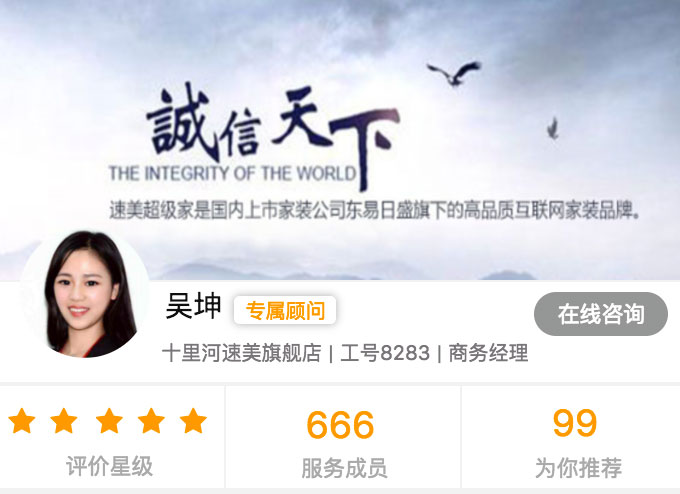 誠信天下
THE INTEGRITY OF THE WORLD
速美超级家是国内上市家装公司东易日盛旗下的高品质互联网家装品牌。
吴坤 专属顾问
在线咨询
十里河速美旗舰店 | 工号8283 | 商务经理
666 99
评价星级 服务成员 为你推荐